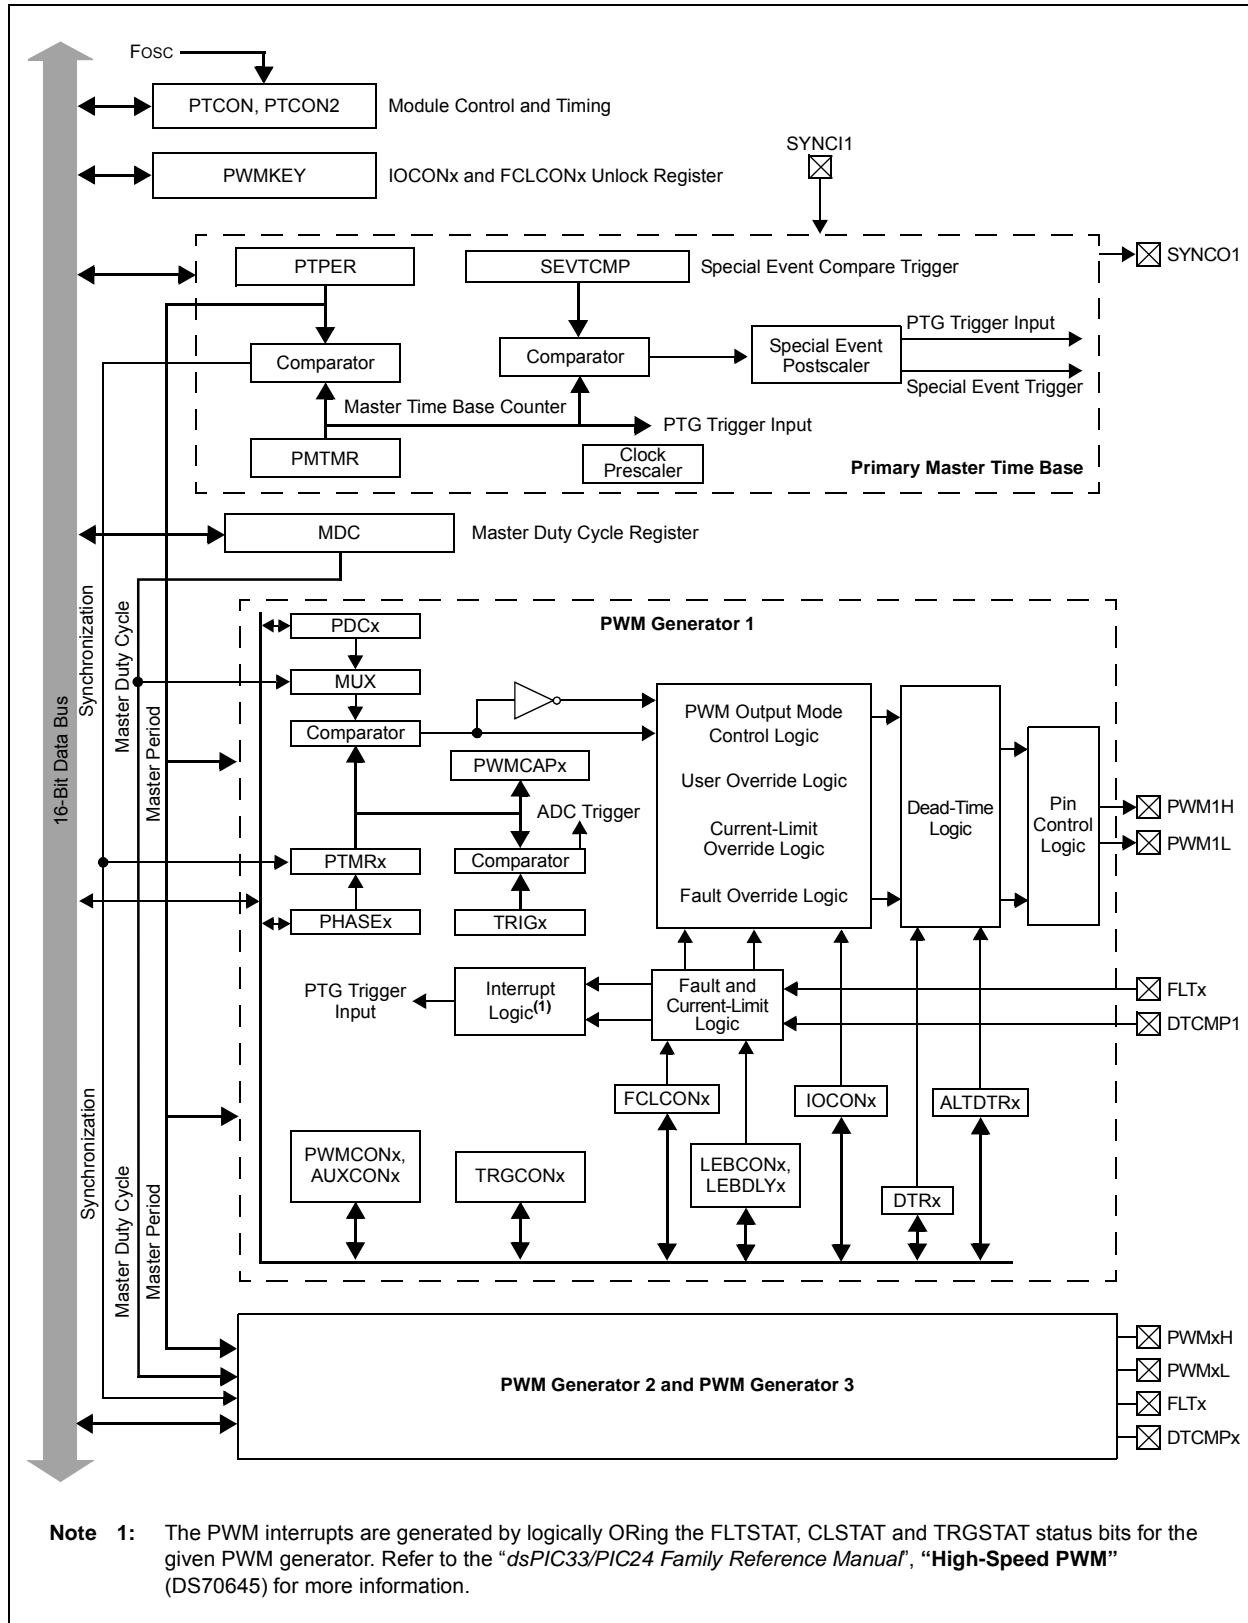 FOSC
PTCON, PTCON2
Module Control and Timing
SYNCI1
PWMKEY
IOCONx and FCLCONx Unlock Register
SYNCO1
PTPER
SEVTCMP
Special Event Compare Trigger
PTG Trigger Input
Comparator
Comparator
Special Event
Postscaler
Special Event Trigger
Master Time Base Counter
PTG Trigger Input
PMTMR
Clock
Prescaler
Primary Master Time Base
MDC
Master Duty Cycle Register
16-Bit Data Bus
Synchronization
Master Duty Cycle
Master Period
PWM Generator 1
PDCx
MUX
Comparator
PWMCAPx
ADC Trigger
PTMRx
Comparator
PHASEx
TRIGx
PWM Output Mode
Control Logic
User Override Logic
Current-Limit
Override Logic
Fault Override Logic
Dead-Time
Logic
Pin
Control
Logic
PWM1H
PWM1L
PTG Trigger
Input
Interrupt
Logic(1)
Fault and
Current-Limit
Logic
FLTx
DTCMP1
FCLCONx
IOCONx
ALTDTRx
PWMCONx,
AUXCONx
TRGCONx
LEBCONx,
LEBDLYx
DTRx
Synchronization
Master Duty Cycle
Master Period
PWM Generator 2 and PWM Generator 3
PWMxH
PWMxL
FLTx
DTCMPx
Note 1: The PWM interrupts are generated by logically ORing the FLTSTAT, CLSTAT and TRGSTAT status bits for the
given PWM generator. Refer to the “dsPIC33/PIC24 Family Reference Manual”, “High-Speed PWM”
(DS70645) for more information.